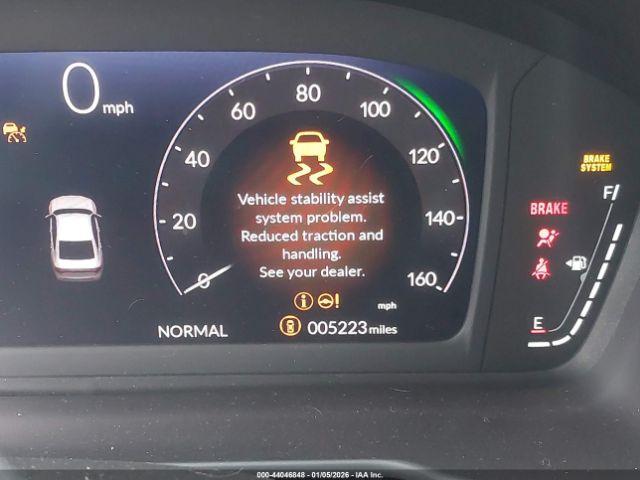 0 mph
80
60
100
40
120
20
140
0
160
Vehicle stability assist
system problem.
Reduced traction and
handling.
See your dealer.
mph
NORMAL
005223 miles
BRAKE
SYSTEM
F
BRAKE
E
000-44046848 - 01/05/2026 - IAA Inc.